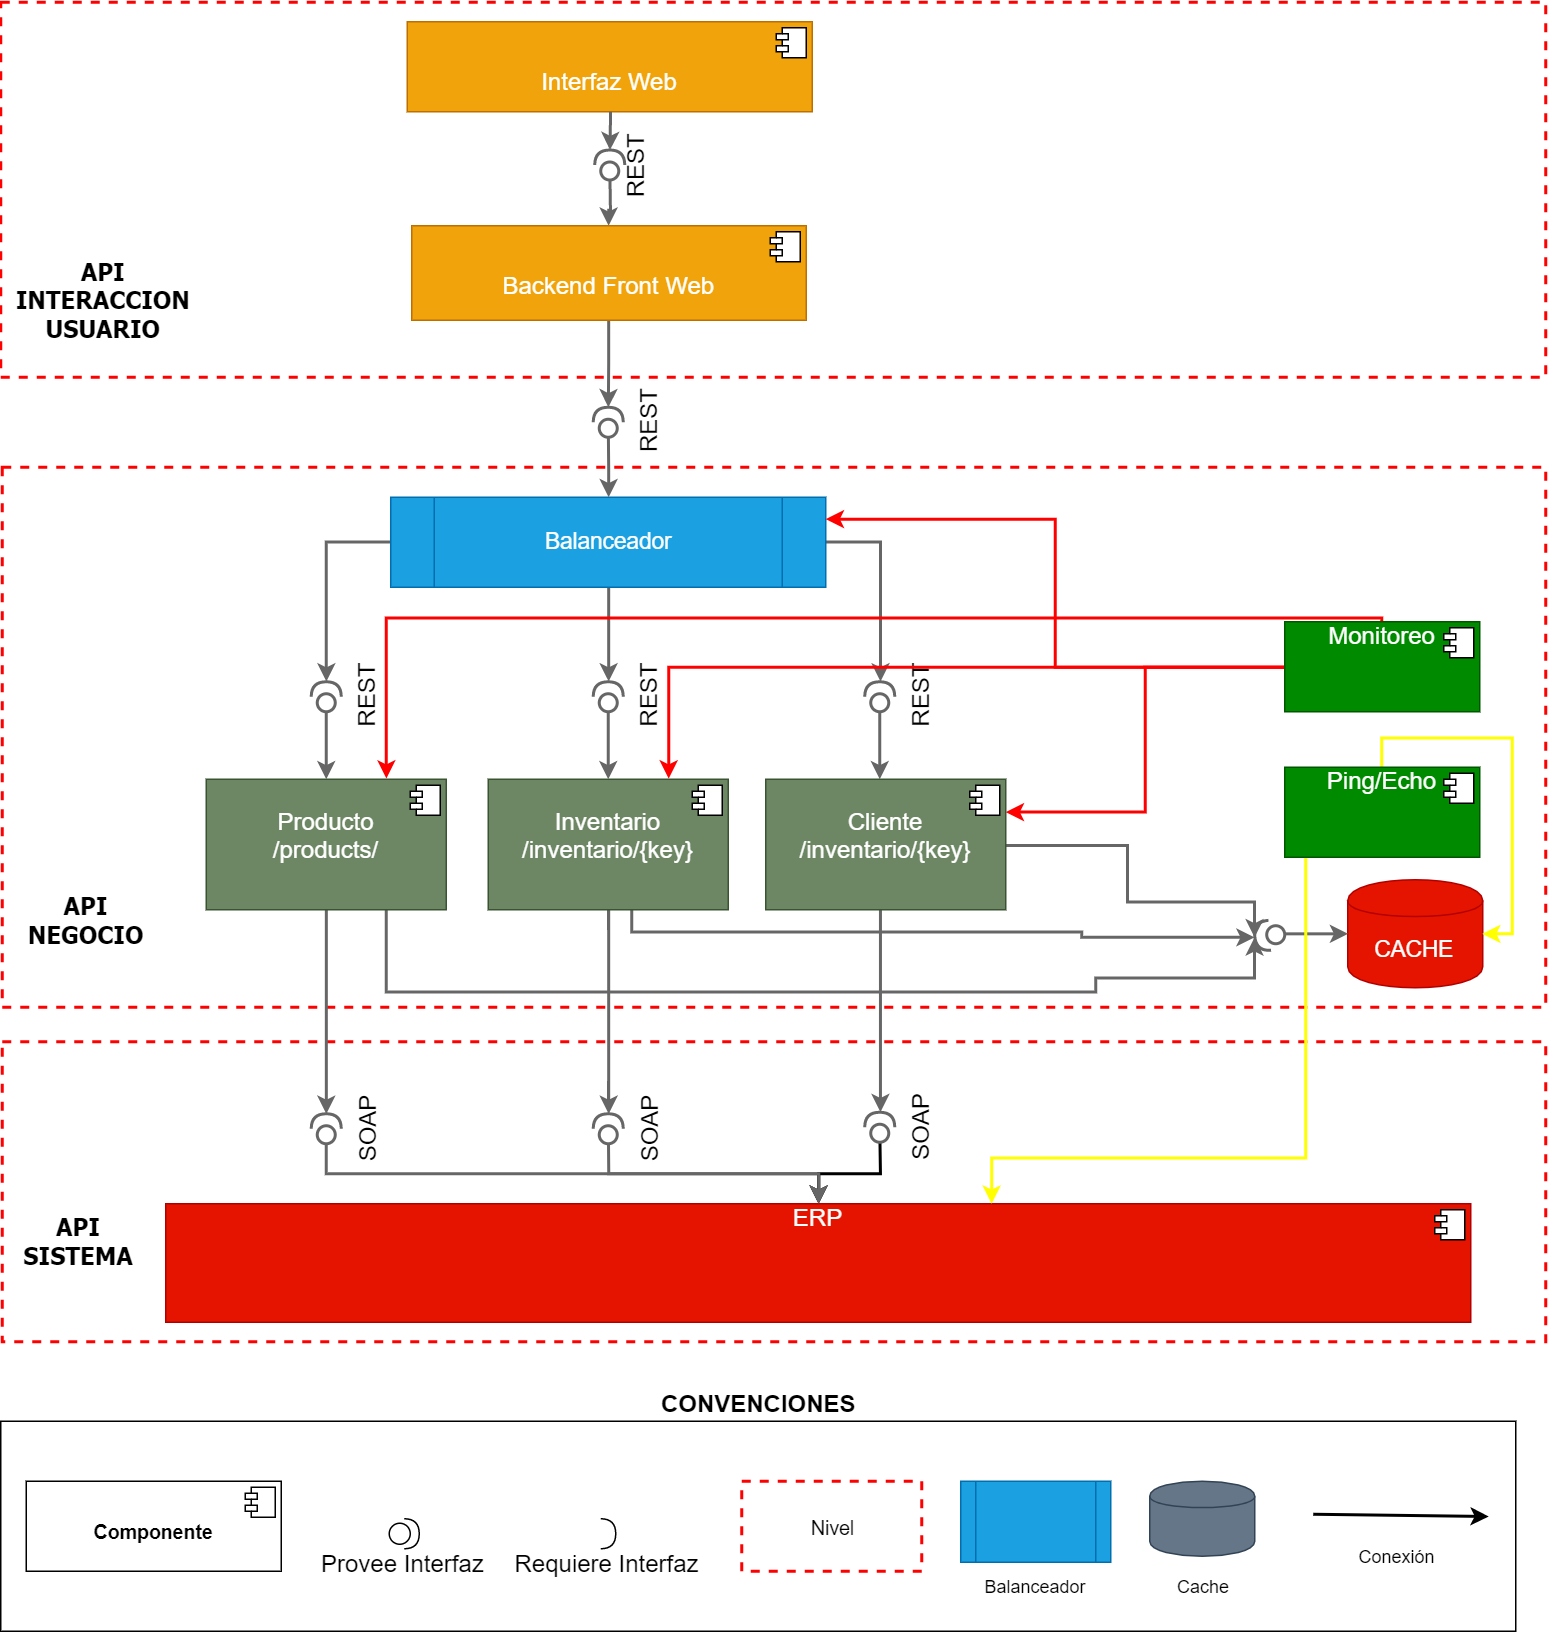 Interfaz Web
REST
Backend Front Web
API
INTERACCION
USUARIO
REST
Balanceador
Monitoreo
REST
REST
REST
Ping/Echo
Producto
/products/
Inventario
/inventario/{key}
Cliente
/inventario/{key}
API
NEGOCIO
CACHE
SOAP
SOAP
SOAP
ERP
API
SISTEMA
CONVENCIONES
Componente
Provee Interfaz
Requiere Interfaz
Nivel
Balanceador
Cache
Conexión